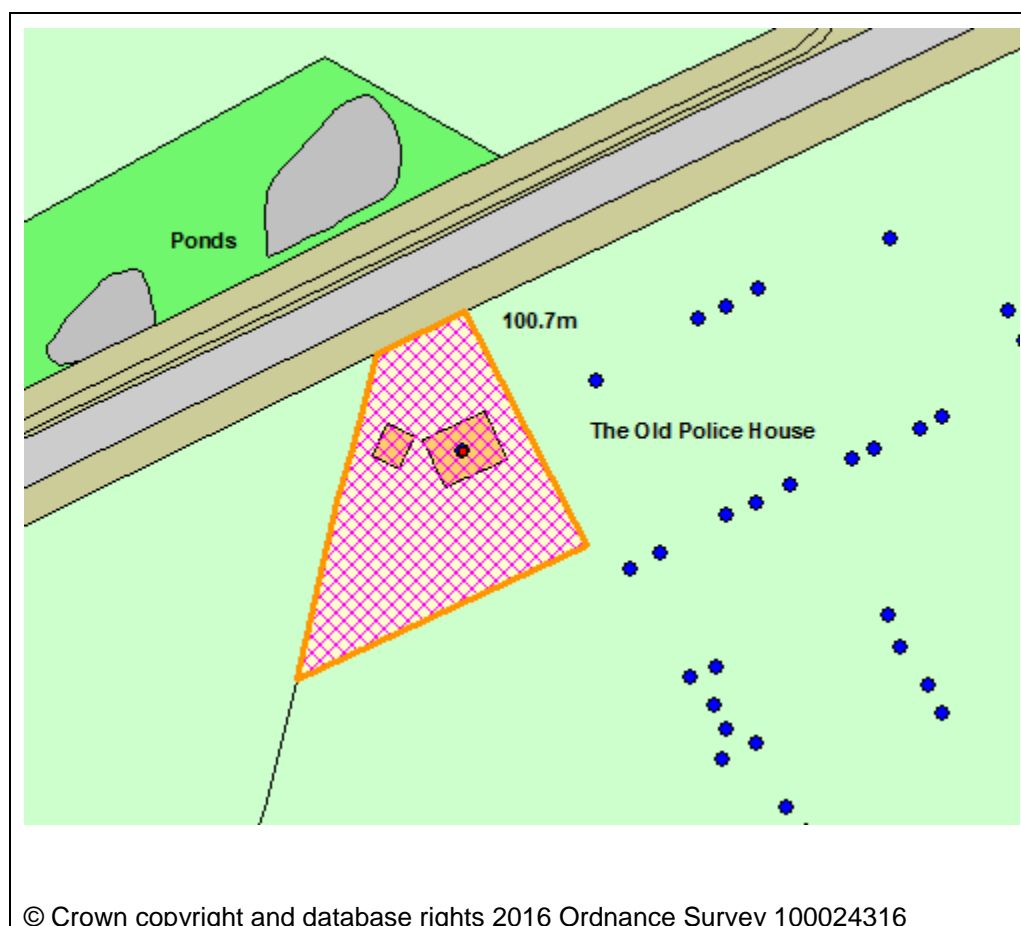 Ponds
100.7m
The Old Police House
© Crown copyright and database rights 2016 Ordnance Survey 100024316